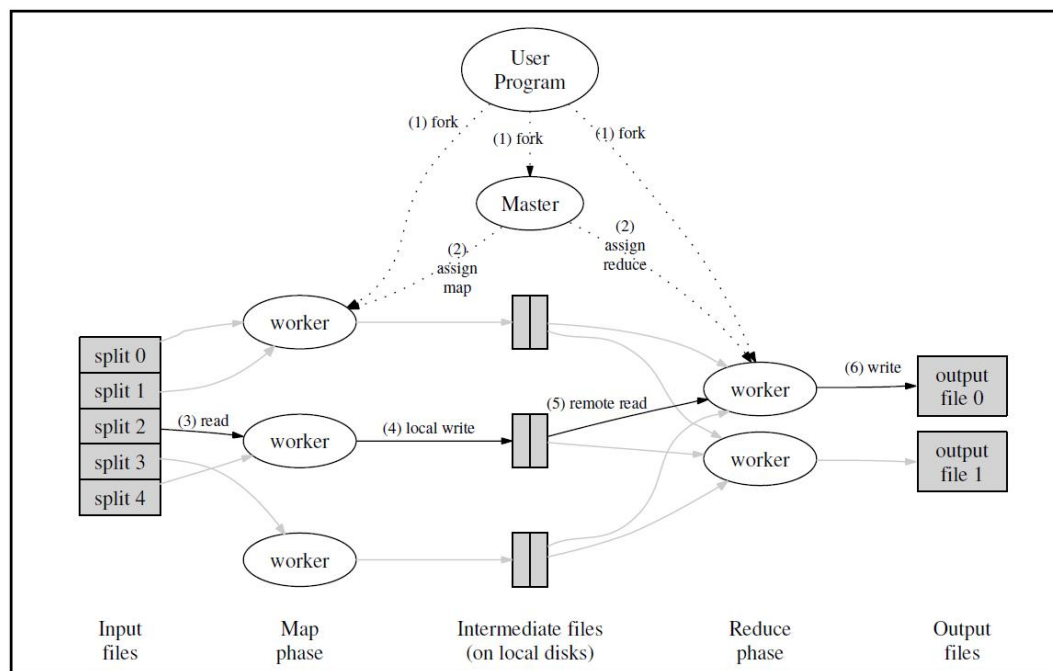 User
Program
(1) fork
(1) fork
(1) fork
Master
(2)
assign
map
(2)
assign
reduce
worker
split 0
split 1
split 2
split 3
split 4
(3) read
worker
(4) local write
(5) remote read
worker
(6) write
output
file 0
worker
output
file 1
worker
Input
files
Map
phase
Intermediate files
(on local disks)
Reduce
phase
Output
files